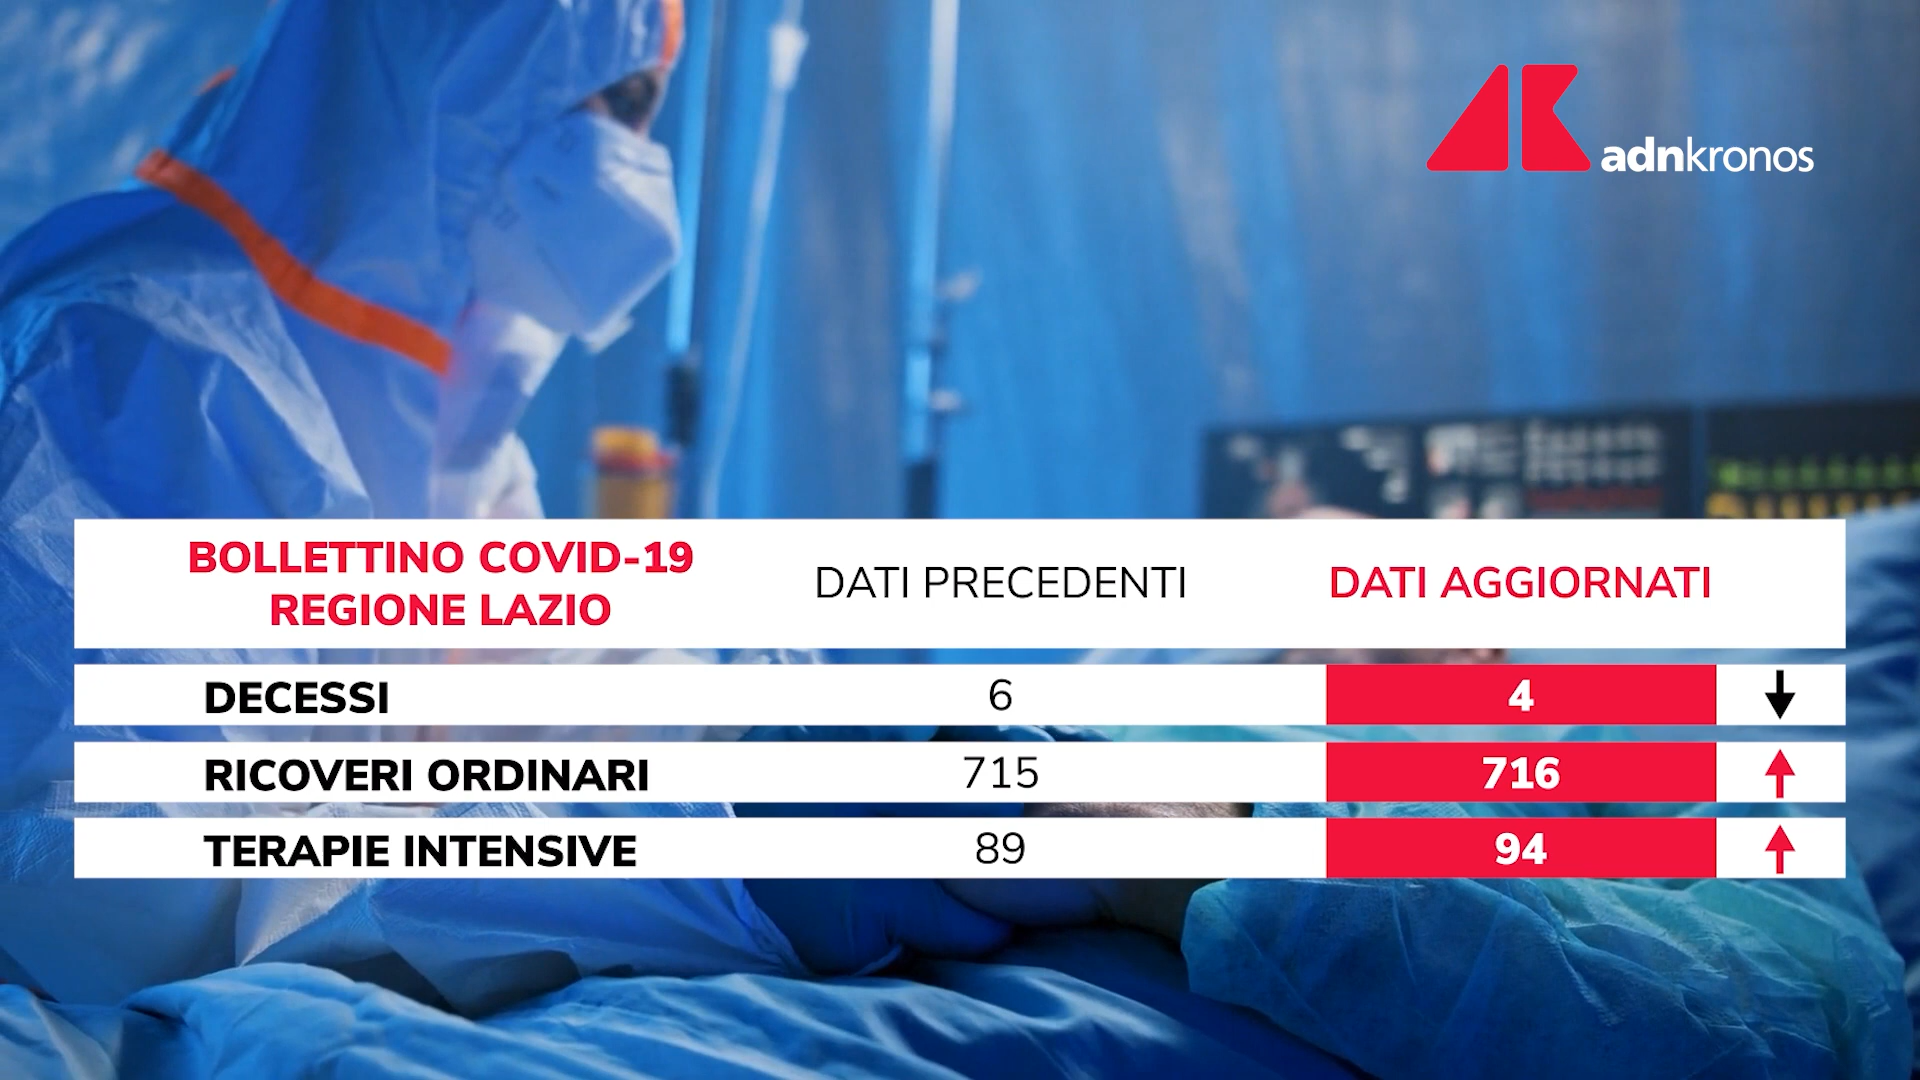 adnkronos
BOLLETTINO COVID-19
REGIONE LAZIO
DATI PRECEDENTI
DATI AGGIORNATI
DECESSI 6 4
RICOVERI ORDINARI 715 716
TERAPIE INTENSIVE 89 94